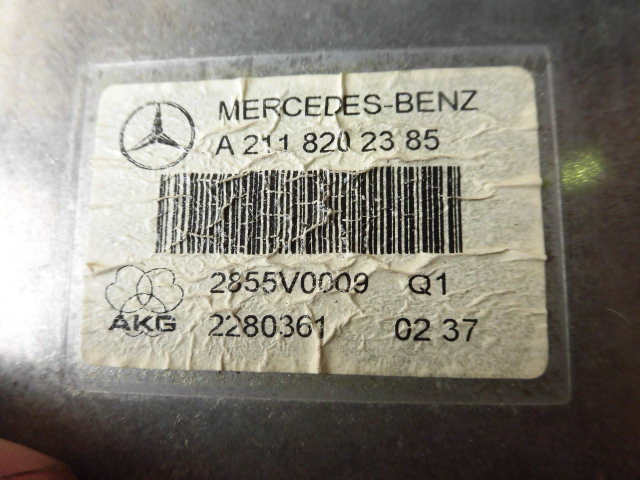 MERCEDES-BENZ
A 211 820 23 85
2855V0009 Q1
AKG
2280361 02 37